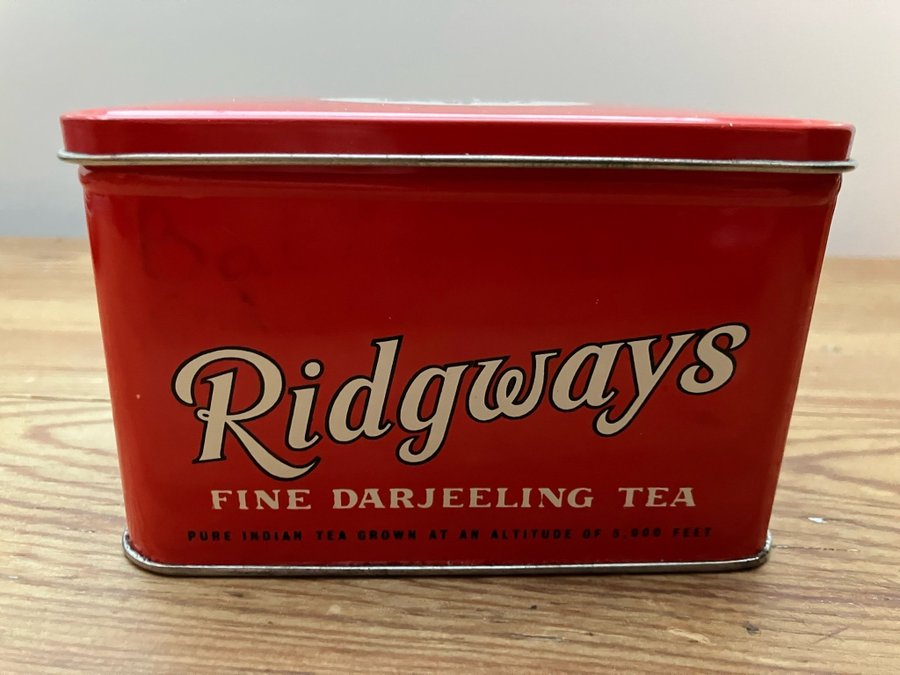 Ridgways
FINE DARJEELING TEA
PURE INDIAN TEA GROWN AT AN ALTITUDE OF FEET